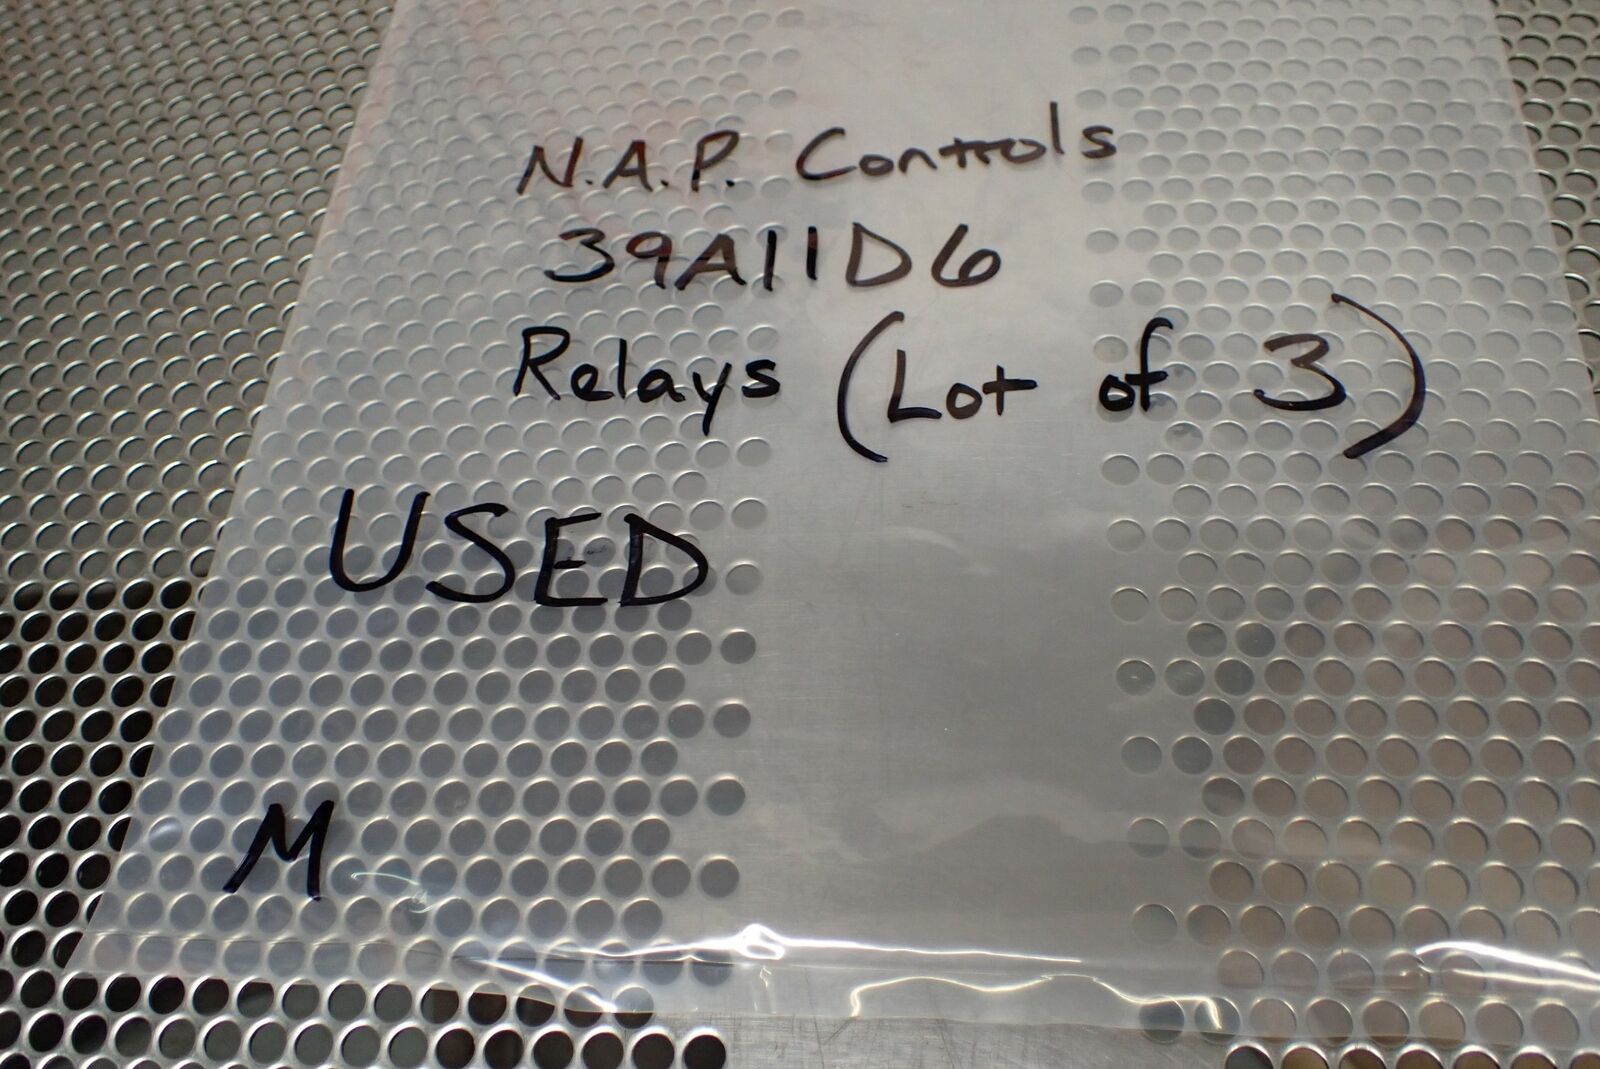 N.A.P. Controls
39A11D6
Relays (Lot of 3)
USED
M